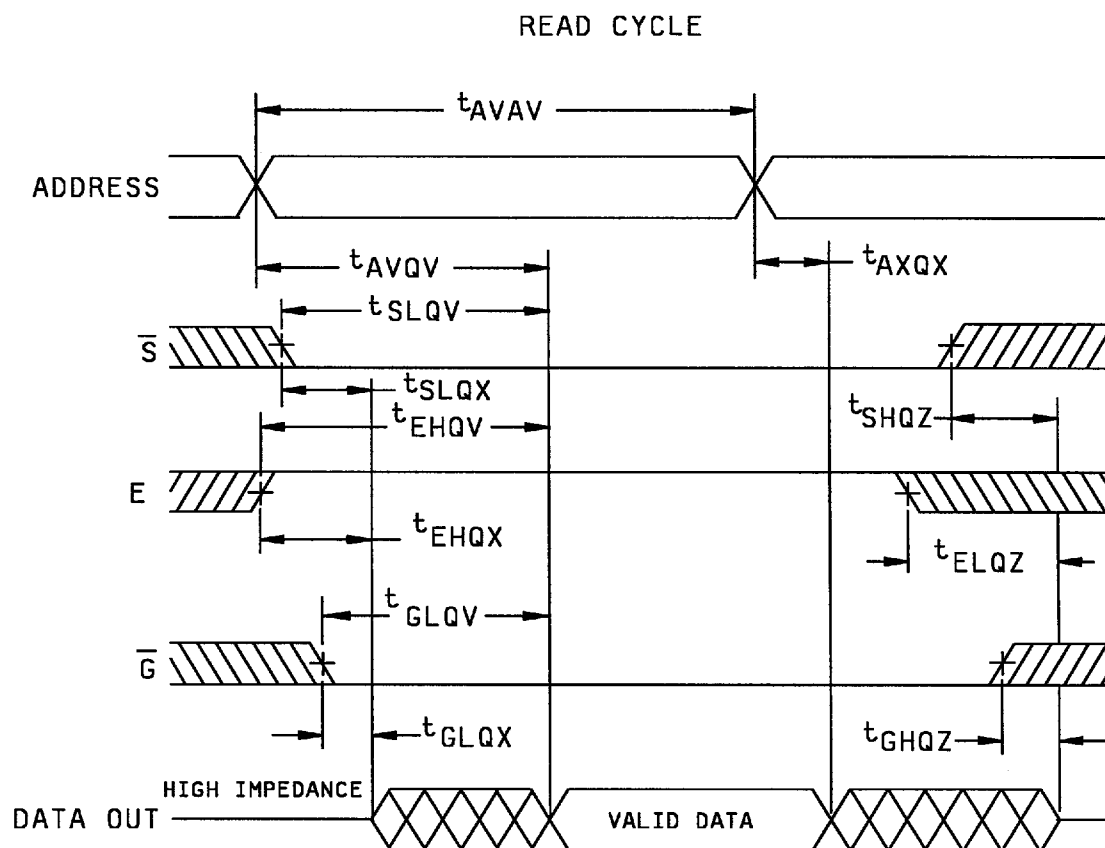 READ CYCLE
tAVAV
ADDRESS
tAVQV
tAXQX
tSLQV
S̅
tSLQX
tSHQZ
tEHQV
E
tEHQX
tELQZ
tGLQV
G̅
tGLQX
tGHQZ
HIGH IMPEDANCE
DATA OUT
VALID DATA